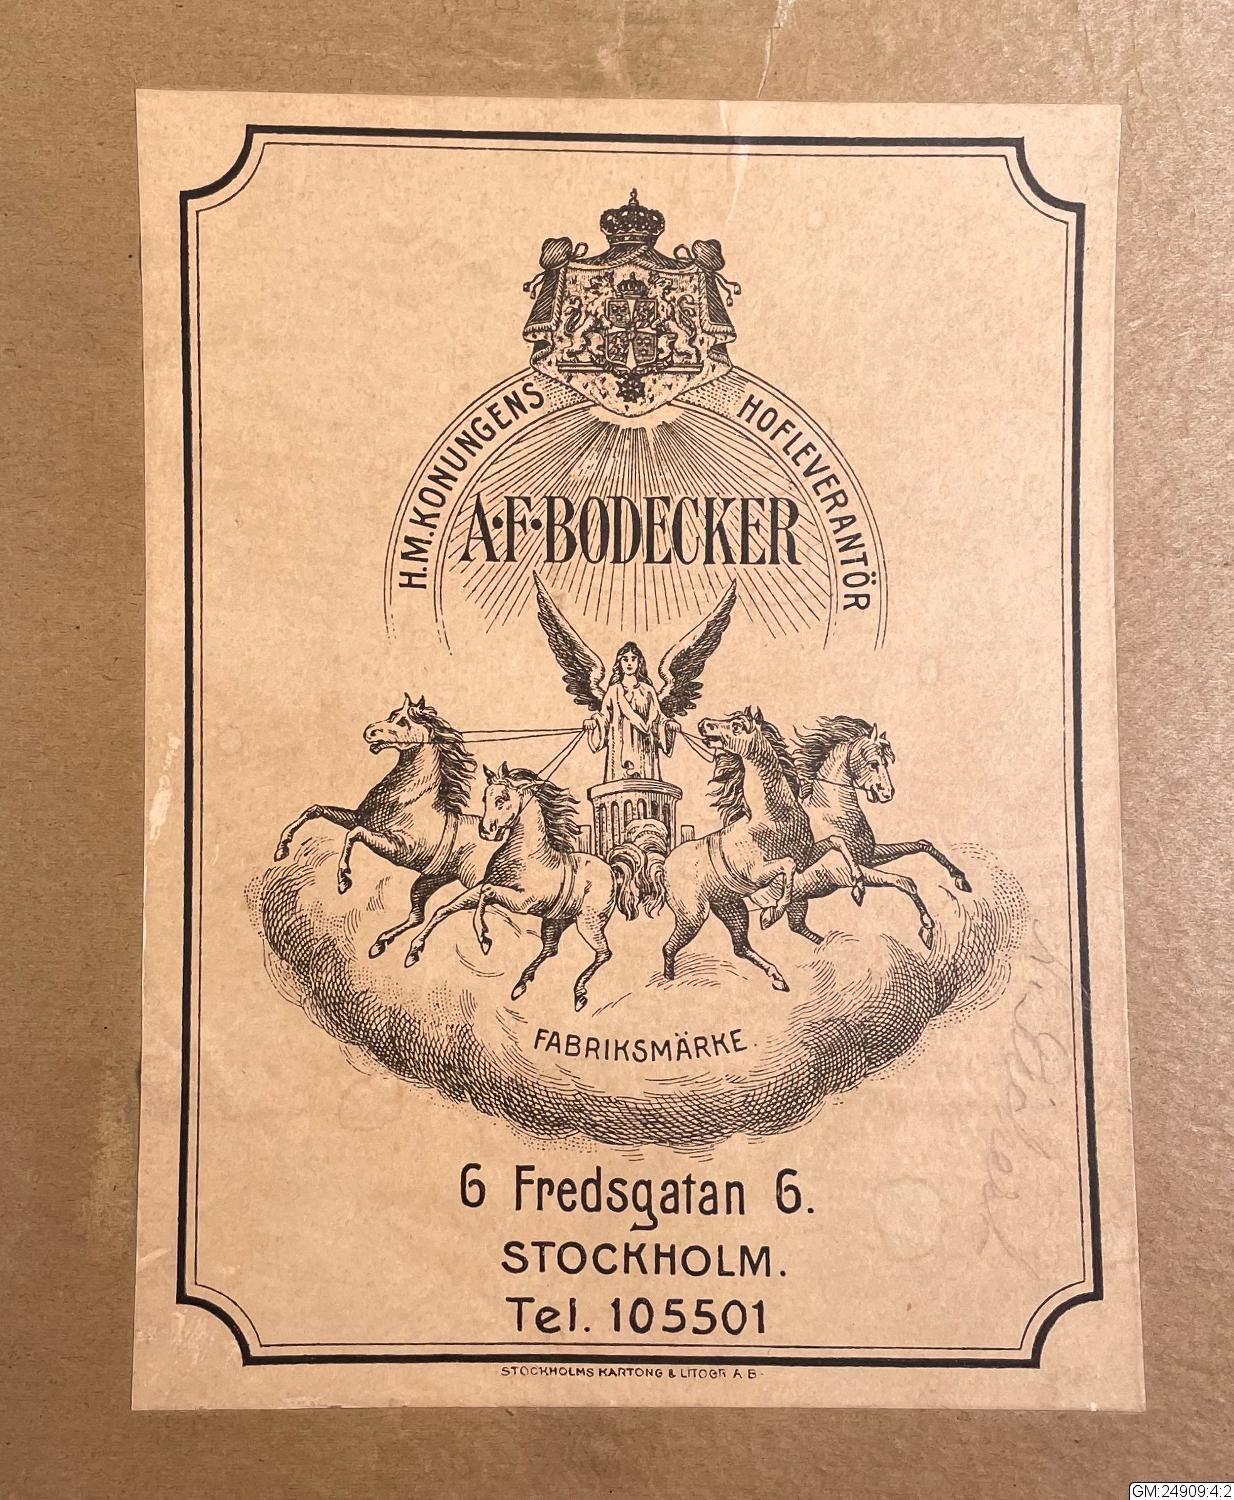 H.M. KONUNGENS HOFLEVERANTÖR
A·F·BODECKER
FABRIKSMÄRKE.
6 Fredsgatan 6.
STOCKHOLM.
Tel. 105501
STOCKHOLMS KARTONG & LITOGR. A.B.
GM:24909:4:2